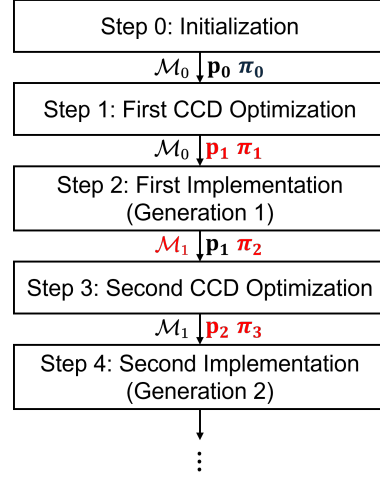 Step 0: Initialization
ℳ₀ p₀ π₀
Step 1: First CCD Optimization
ℳ₀ p₁ π₁
Step 2: First Implementation
(Generation 1)
ℳ₁ p₁ π₂
Step 3: Second CCD Optimization
ℳ₁ p₂ π₃
Step 4: Second Implementation
(Generation 2)
⋮